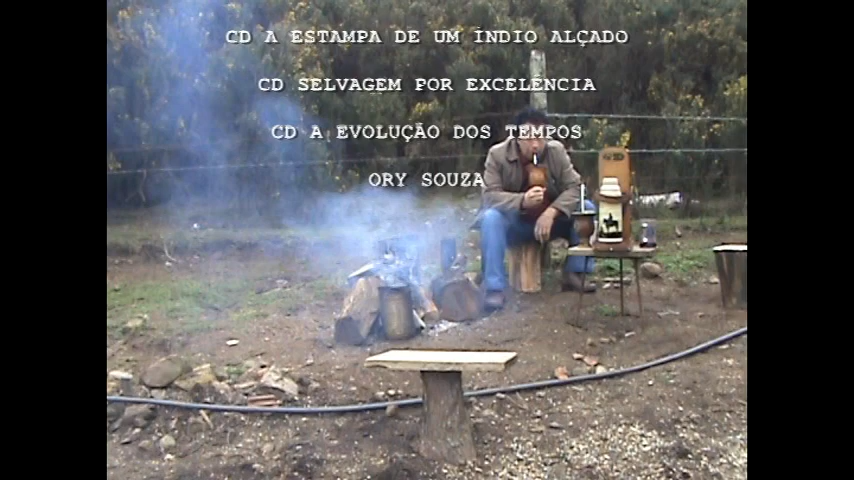 CD A ESTAMPA DE UM ÍNDIO ALÇADO
CD SELVAGEM POR EXCELÊNCIA
CD A EVOLUÇÃO DOS TEMPOS
ORY SOUZA